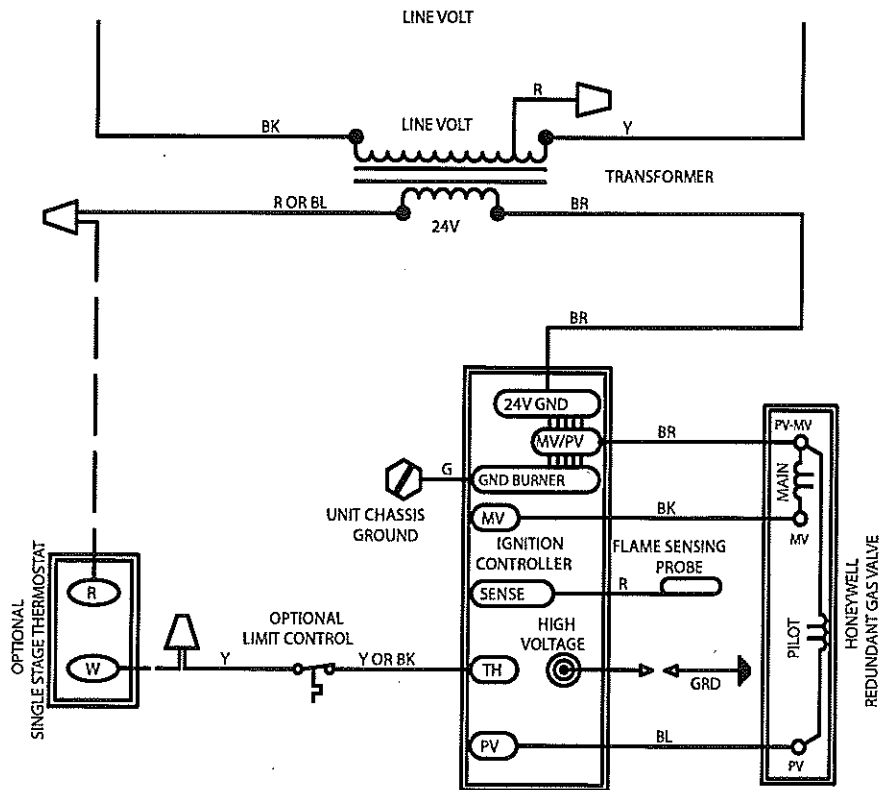 LINE VOLT
R
BK
LINE VOLT
Y
TRANSFORMER
R OR BL
24V
BR
BR
24V GND
MV/PV
BR
PV-MV
G
GND BURNER
MAIN
UNIT CHASSIS
GROUND
MV
BK
MV
IGNITION
CONTROLLER
FLAME SENSING
PROBE
HONEYWELL
REDUNDANT GAS VALVE
OPTIONAL
SINGLE STAGE THERMOSTAT
R
SENSE
R
OPTIONAL
LIMIT CONTROL
HIGH
VOLTAGE
PILOT
W
Y
Y OR BK
TH
GRD
PV
BL
PV